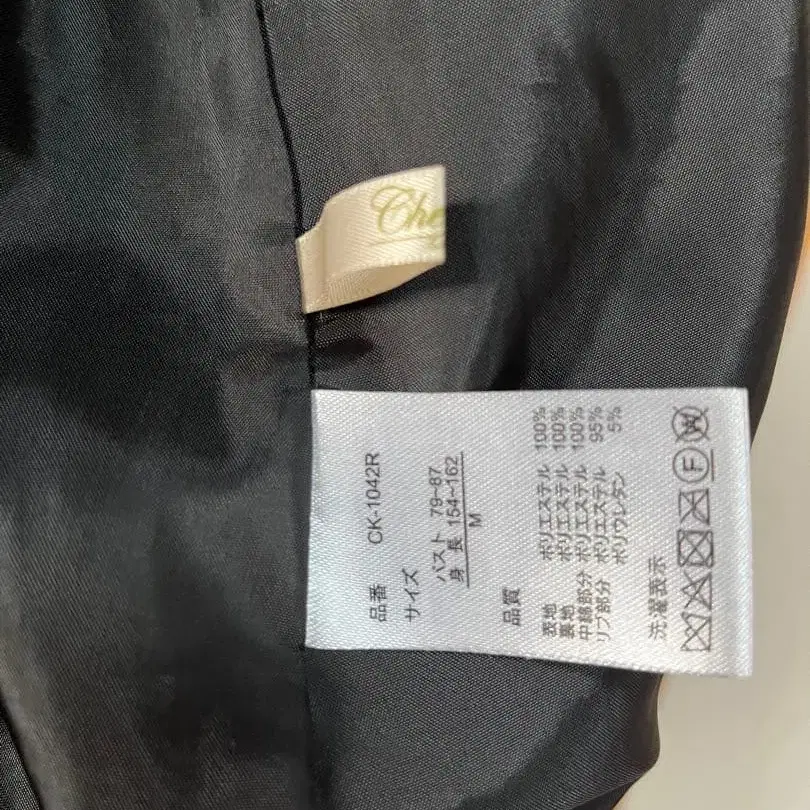 Che
品番 CK-1042R
サイズ
バスト 79~87
身長 154~162
M
品質
表地 ポリエステル 100%
裏地 ポリエステル 100%
中綿部分 ポリエステル 100%
リブ部分 ポリエステル 95%
ポリウレタン 5%
洗濯表示
F W